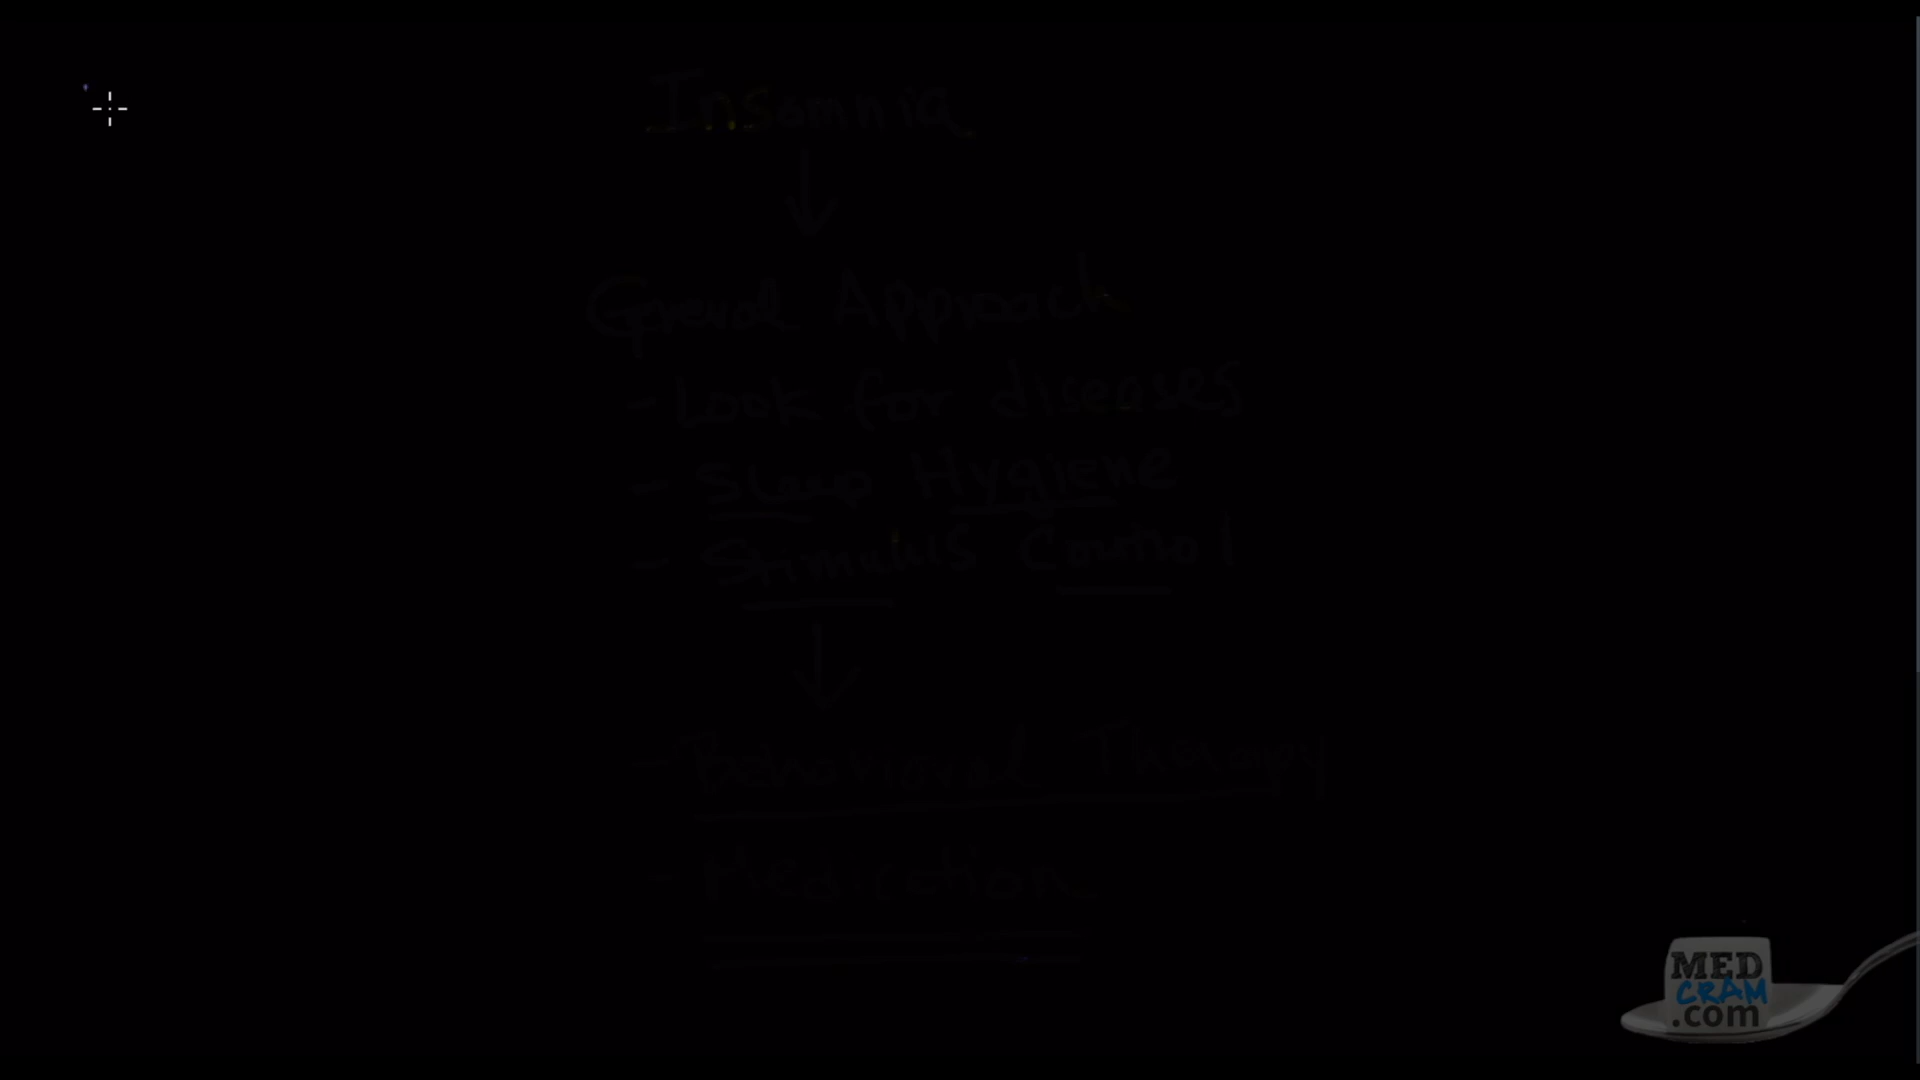 Insomnia
General Approach
- Look for diseases
- Sleep Hygiene
- Stimulus Control
- Behavioral Therapy
- Medication
MED
CRAM
.com